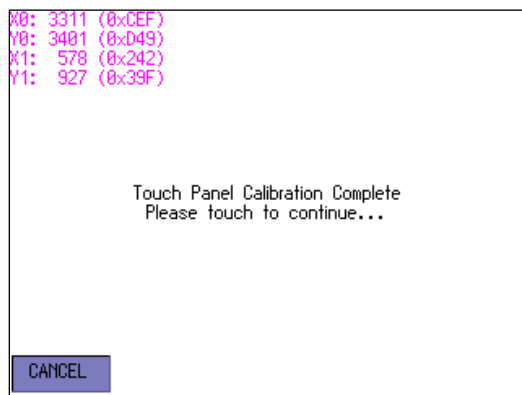 X0: 3311 (0xCEF)
Y0: 3401 (0xD49)
X1: 578 (0x242)
Y1: 927 (0x39F)
Touch Panel Calibration Complete
Please touch to continue...
CANCEL